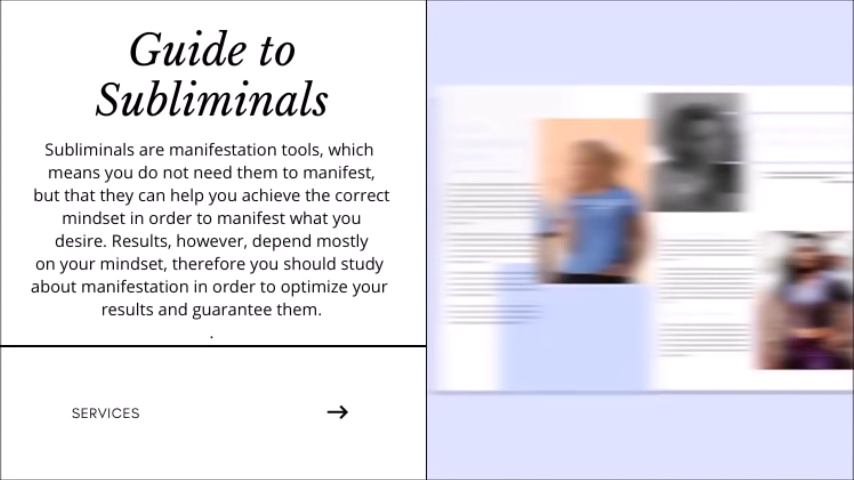 Guide to
Subliminals
Subliminals are manifestation tools, which
means you do not need them to manifest,
but that they can help you achieve the correct
mindset in order to manifest what you
desire. Results, however, depend mostly
on your mindset, therefore you should study
about manifestation in order to optimize your
results and guarantee them.
.
SERVICES